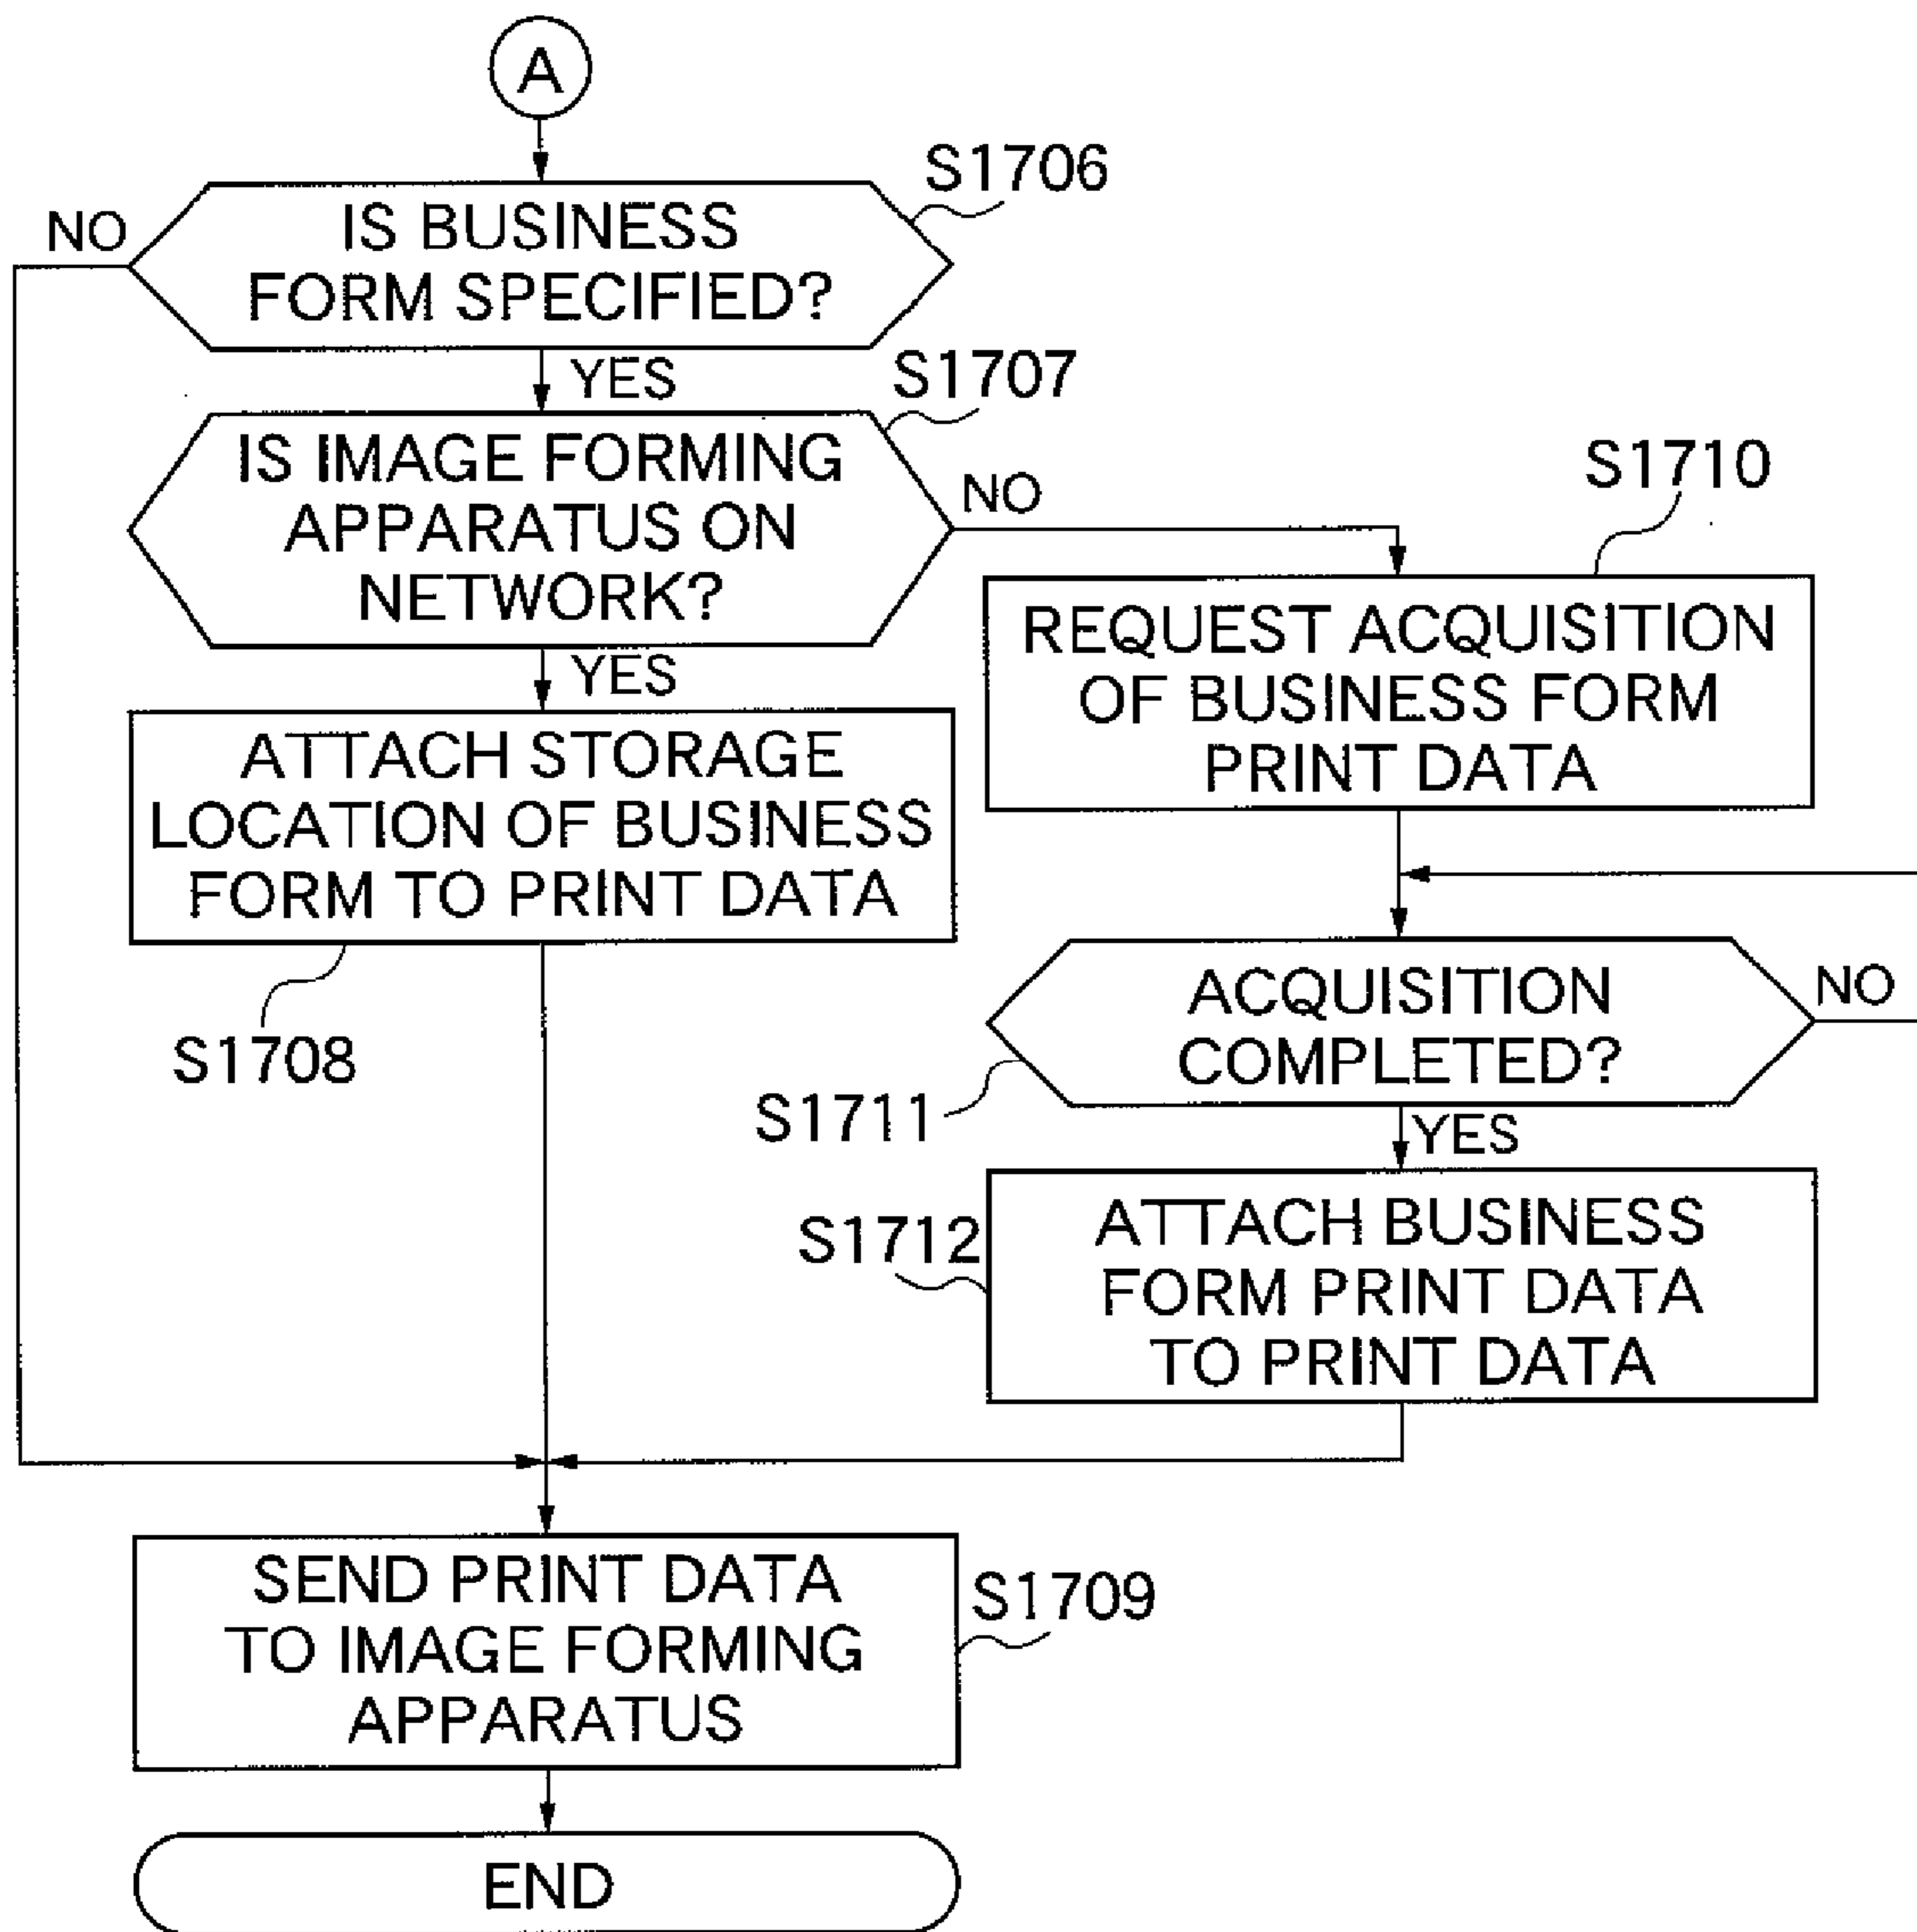 A
S1706
NO
IS BUSINESS
FORM SPECIFIED?
YES
S1707
IS IMAGE FORMING
APPARATUS ON
NETWORK?
NO
S1710
YES
REQUEST ACQUISITION
OF BUSINESS FORM
PRINT DATA
ATTACH STORAGE
LOCATION OF BUSINESS
FORM TO PRINT DATA
S1708
ACQUISITION
COMPLETED?
NO
S1711
YES
S1712
ATTACH BUSINESS
FORM PRINT DATA
TO PRINT DATA
SEND PRINT DATA
TO IMAGE FORMING
APPARATUS
S1709
END